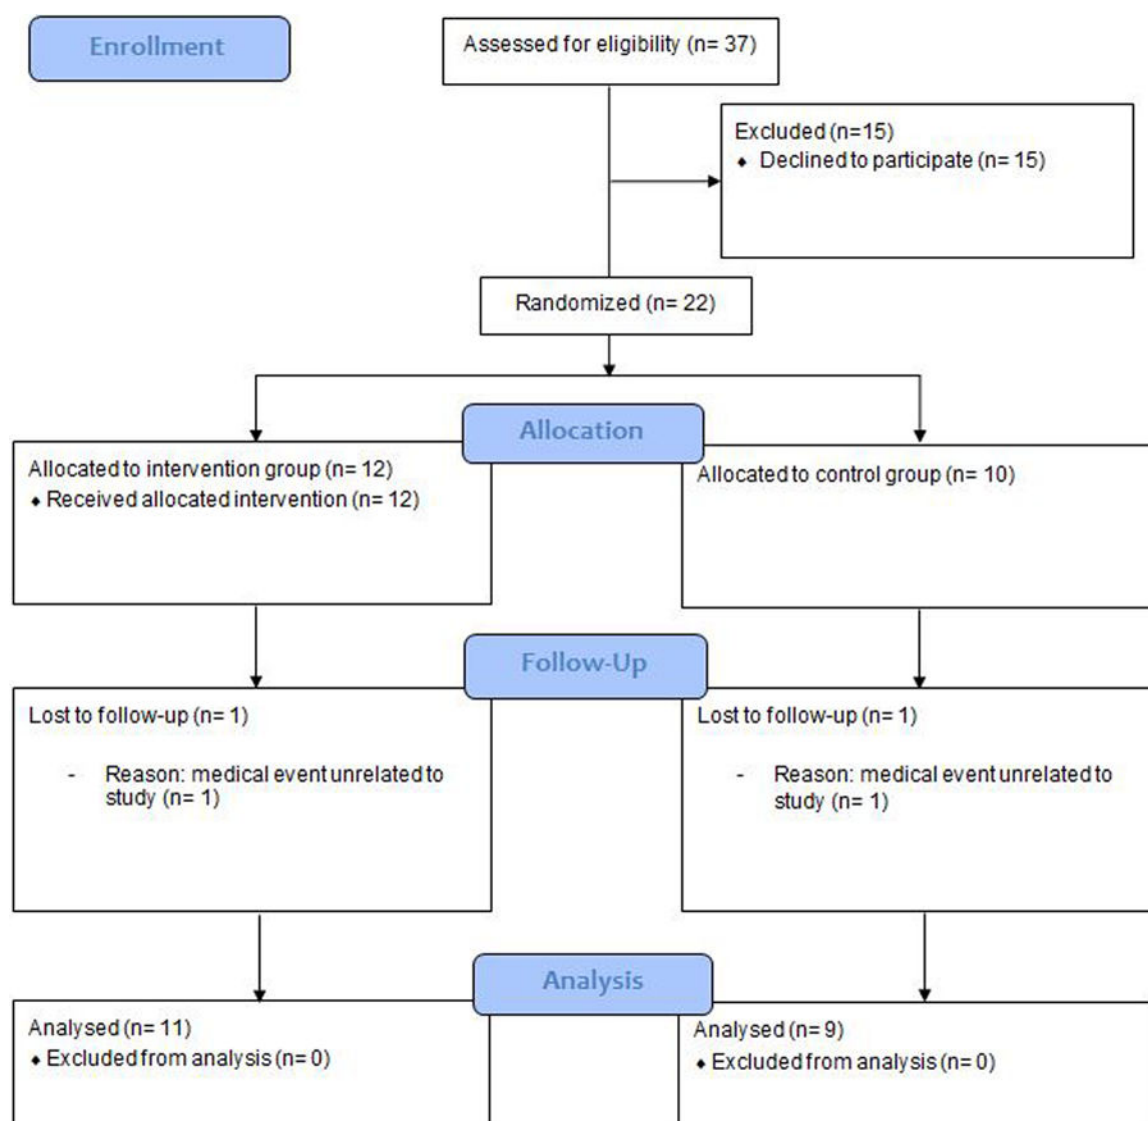 Enrollment
Assessed for eligibility (n= 37)
Excluded (n=15)
♦ Declined to participate (n= 15)
Randomized (n= 22)
Allocation
Allocated to intervention group (n= 12)
♦ Received allocated intervention (n= 12)
Allocated to control group (n= 10)
Follow-Up
Lost to follow-up (n= 1)
- Reason: medical event unrelated to
study (n= 1)
Lost to follow-up (n= 1)
- Reason: medical event unrelated to
study (n= 1)
Analysis
Analysed (n= 11)
♦ Excluded from analysis (n= 0)
Analysed (n= 9)
♦ Excluded from analysis (n= 0)